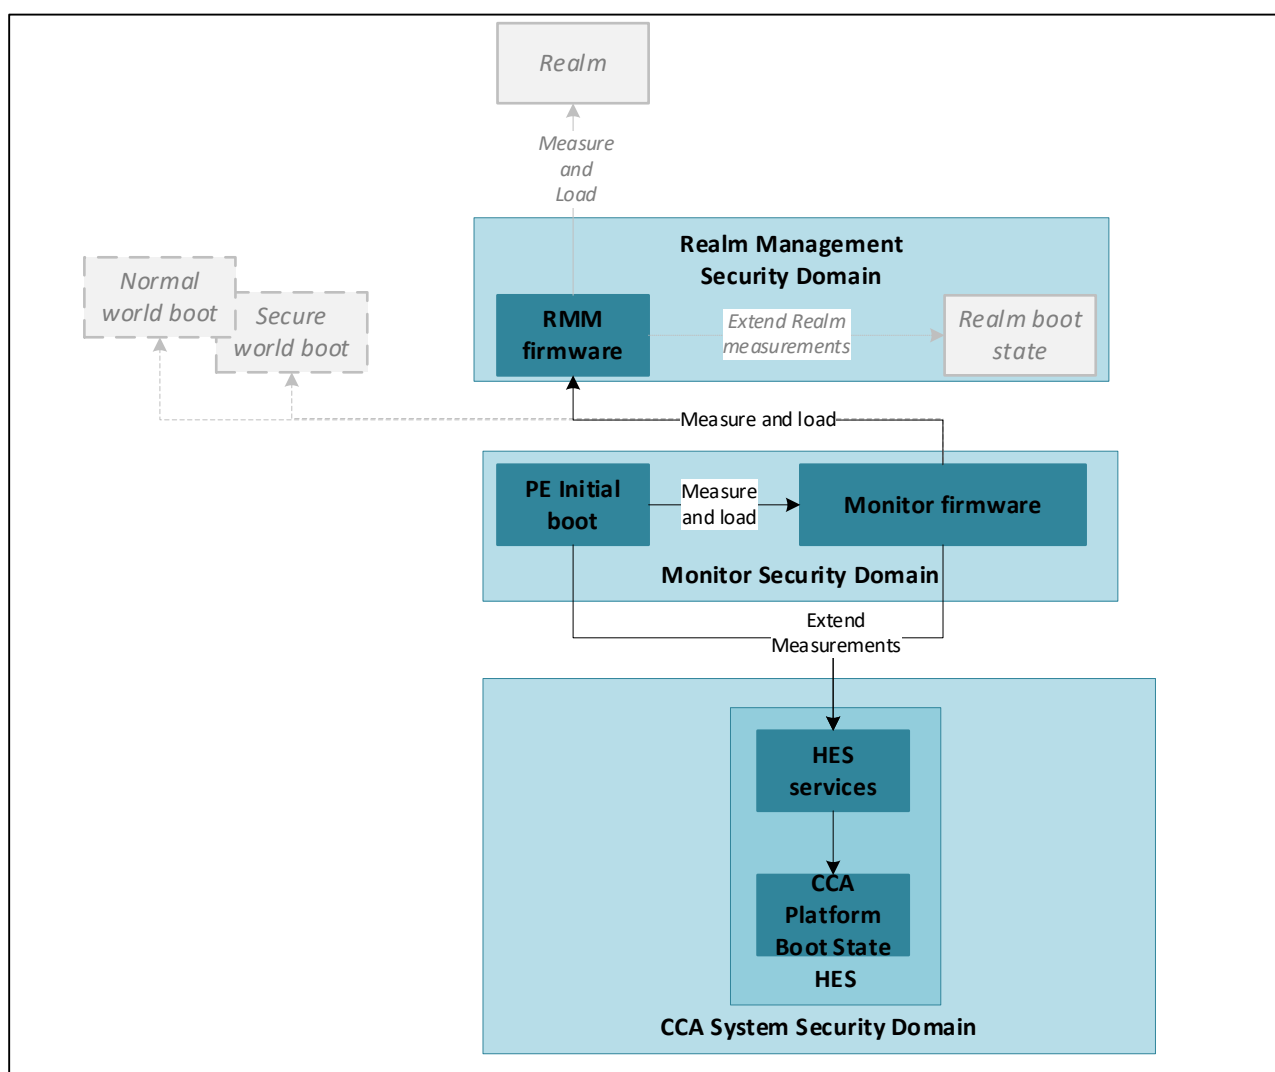 Realm
Measure
and
Load
Realm Management
Security Domain
Normal
world boot
Secure
world boot
RMM
firmware
Extend Realm
measurements
Realm boot
state
Measure and load
PE Initial
boot
Measure
and load
Monitor firmware
Monitor Security Domain
Extend
Measurements
HES
services
CCA
Platform
Boot State
HES
CCA System Security Domain